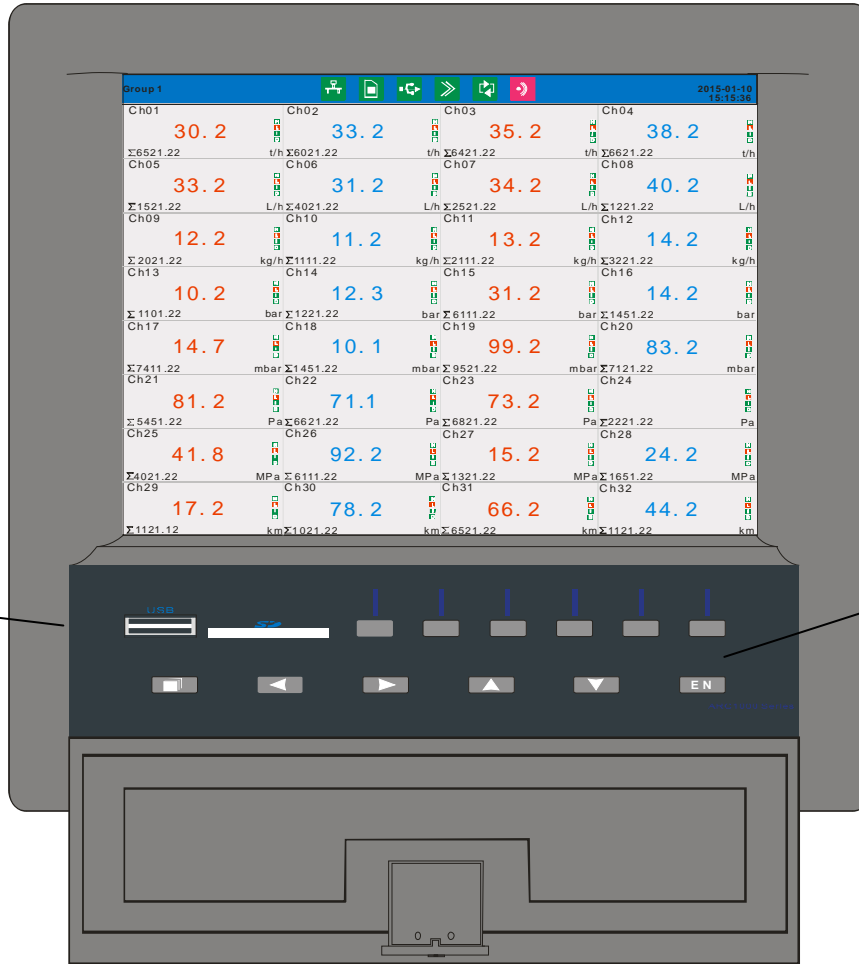 Group 1 2015-01-10
15:15:36
Ch01 Ch02 Ch03 Ch04
30.2 33.2 35.2 38.2
Σ6521.22 t/h Σ6021.22 t/h Σ6421.22 t/h Σ6621.22 t/h
Ch05 Ch06 Ch07 Ch08
33.2 31.2 34.2 40.2
Σ1521.22 L/h Σ4021.22 L/h Σ2521.22 L/h Σ1221.22 L/h
Ch09 Ch10 Ch11 Ch12
12.2 11.2 13.2 14.2
Σ2021.22 kg/h Σ1111.22 kg/h Σ2111.22 kg/h Σ3221.22 kg/h
Ch13 Ch14 Ch15 Ch16
10.2 12.3 31.2 14.2
Σ1101.22 bar Σ1221.22 bar Σ6111.22 bar Σ1451.22 bar
Ch17 Ch18 Ch19 Ch20
14.7 10.1 99.2 83.2
Σ7411.22 mbar Σ1451.22 mbar Σ9521.22 mbar Σ7121.22 mbar
Ch21 Ch22 Ch23 Ch24
81.2 71.1 73.2
Σ5451.22 Pa Σ6621.22 Pa Σ6821.22 Pa Σ2221.22 Pa
Ch25 Ch26 Ch27 Ch28
41.8 92.2 15.2 24.2
Σ4021.22 MPa Σ6111.22 MPa Σ1321.22 MPa Σ1651.22 MPa
Ch29 Ch30 Ch31 Ch32
17.2 78.2 66.2 44.2
Σ1121.12 km Σ1021.22 km Σ6521.22 km Σ1121.22 km
USB
SD
EN